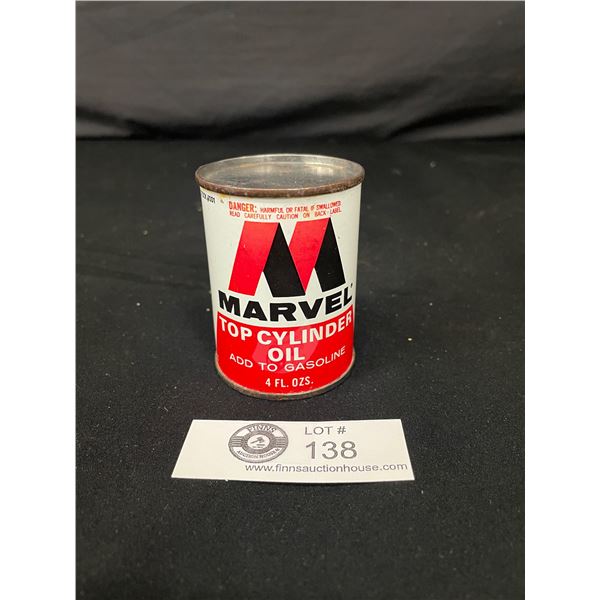 DANGER: HARMFUL OR FATAL IF SWALLOWED
READ CAREFULLY CAUTION ON BACK LABEL
M
MARVEL
TOP CYLINDER
OIL
ADD TO GASOLINE
4 FL. OZS.
FINNS
LOT #
138
www.finnsauctionhouse.com